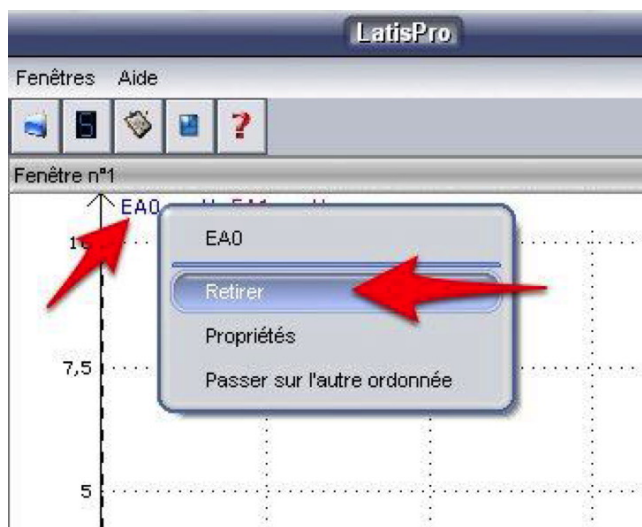 LatisPro
Fenêtres Aide
?
Fenêtre n°1
EA0
EA0
Retirer
Propriétés
Passer sur l'autre ordonnée
7,5
5